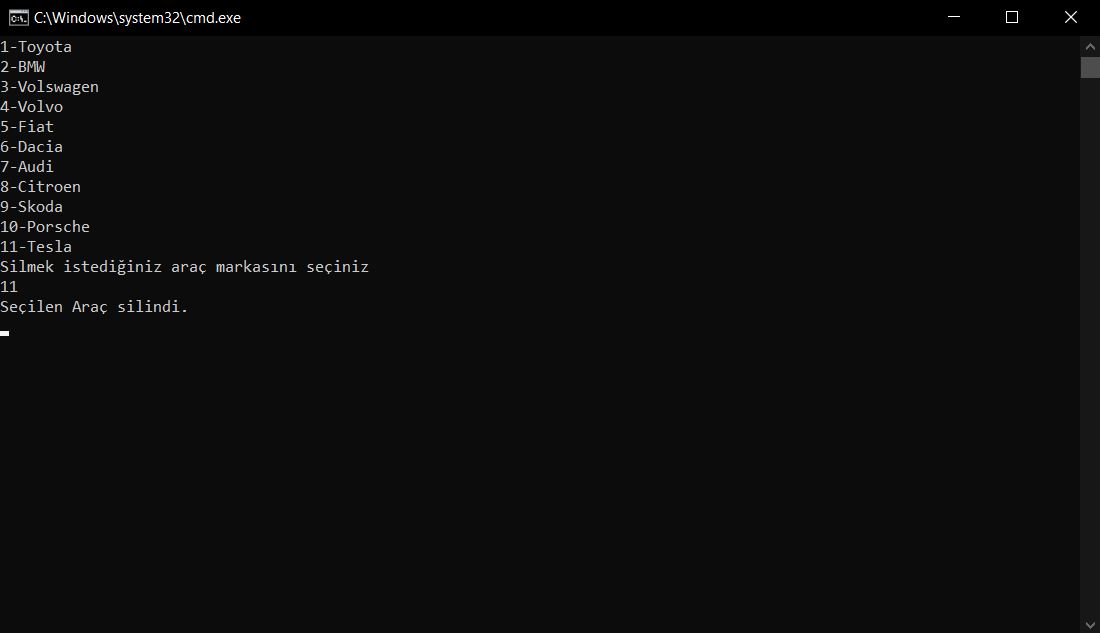 C:\Windows\system32\cmd.exe
1-Toyota
2-BMW
3-Volswagen
4-Volvo
5-Fiat
6-Dacia
7-Audi
8-Citroen
9-Skoda
10-Porsche
11-Tesla
Silmek istediğiniz araç markasını seçiniz
11
Seçilen Araç silindi.